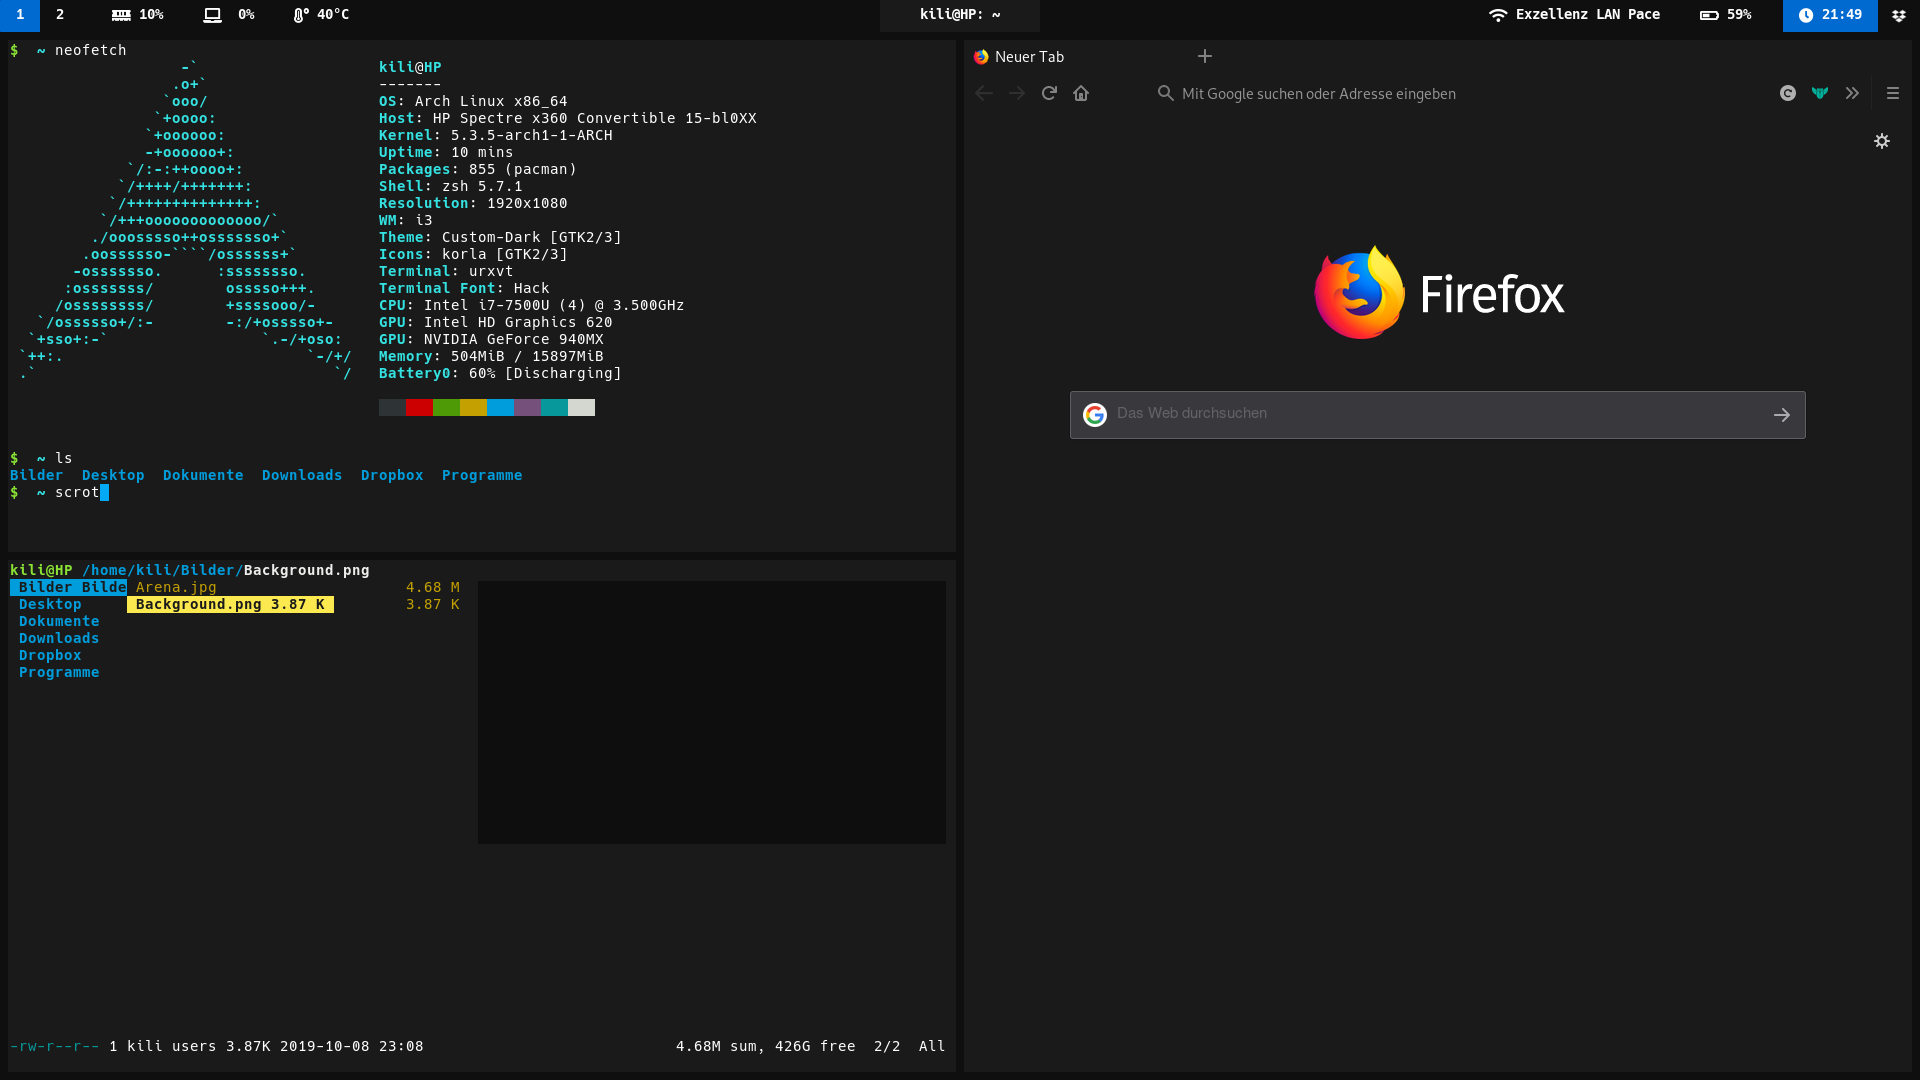 1 2 10% 0% 40°C kili@HP: ~ Exzellenz LAN Pace 59% 21:49
$ ~ neofetch
-`
.o+`
`ooo/
`+oooo:
`+oooooo:
-+oooooo+:
`/:-:++oooo+:
`/++++/+++++++:
`/++++++++++++++:
`/+++ooooooooooooo/`
./ooosssso++osssssso+`
.oossssso-````/ossssss+`
-osssssso. :ssssssso.
:osssssss/ osssso+++.
/ossssssss/ +ssssooo/-
`/ossssso+/:- -:/+osssso+-
`+sso+:-` `.-/+oso:
`++:. `-/+/
.` `/
kili@HP
-------
OS: Arch Linux x86_64
Host: HP Spectre x360 Convertible 15-bl0XX
Kernel: 5.3.5-arch1-1-ARCH
Uptime: 10 mins
Packages: 855 (pacman)
Shell: zsh 5.7.1
Resolution: 1920x1080
WM: i3
Theme: Custom-Dark [GTK2/3]
Icons: korla [GTK2/3]
Terminal: urxvt
Terminal Font: Hack
CPU: Intel i7-7500U (4) @ 3.500GHz
GPU: Intel HD Graphics 620
GPU: NVIDIA GeForce 940MX
Memory: 504MiB / 15897MiB
Battery0: 60% [Discharging]
$ ~ ls
Bilder Desktop Dokumente Downloads Dropbox Programme
$ ~ scrot
kili@HP /home/kili/Bilder/Background.png
Bilder Bilde Arena.jpg 4.68 M
Desktop Background.png 3.87 K 3.87 K
Dokumente
Downloads
Dropbox
Programme
-rw-r--r-- 1 kili users 3.87K 2019-10-08 23:08 4.68M sum, 426G free 2/2 All
Neuer Tab
Mit Google suchen oder Adresse eingeben
Firefox
Das Web durchsuchen